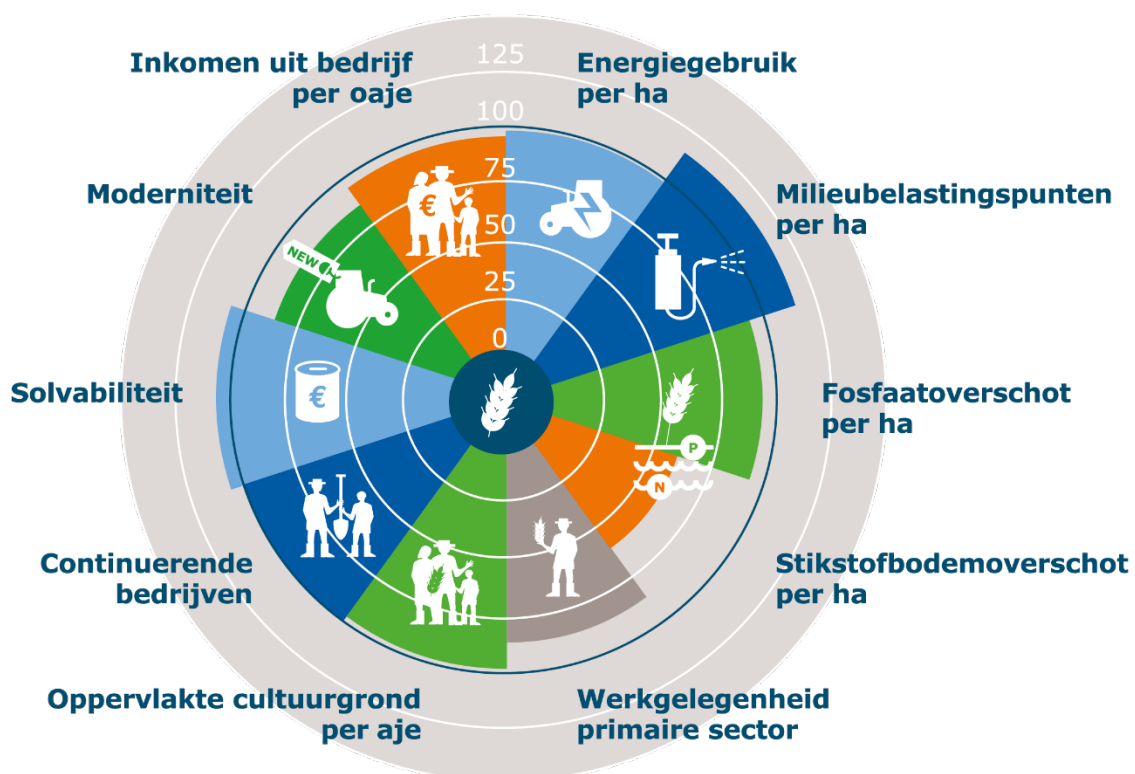 125
Inkomen uit bedrijf
per oaje
Energiegebruik
per ha
100
75
Moderniteit
Milieubelastingspunten
per ha
€
50
NEW
25
0
Solvabiliteit
€
Fosfaatoverschot
per ha
P
N
Continuerende
bedrijven
Stikstofbodemoverschot
per ha
Oppervlakte cultuurgrond
per aje
Werkgelegenheid
primaire sector